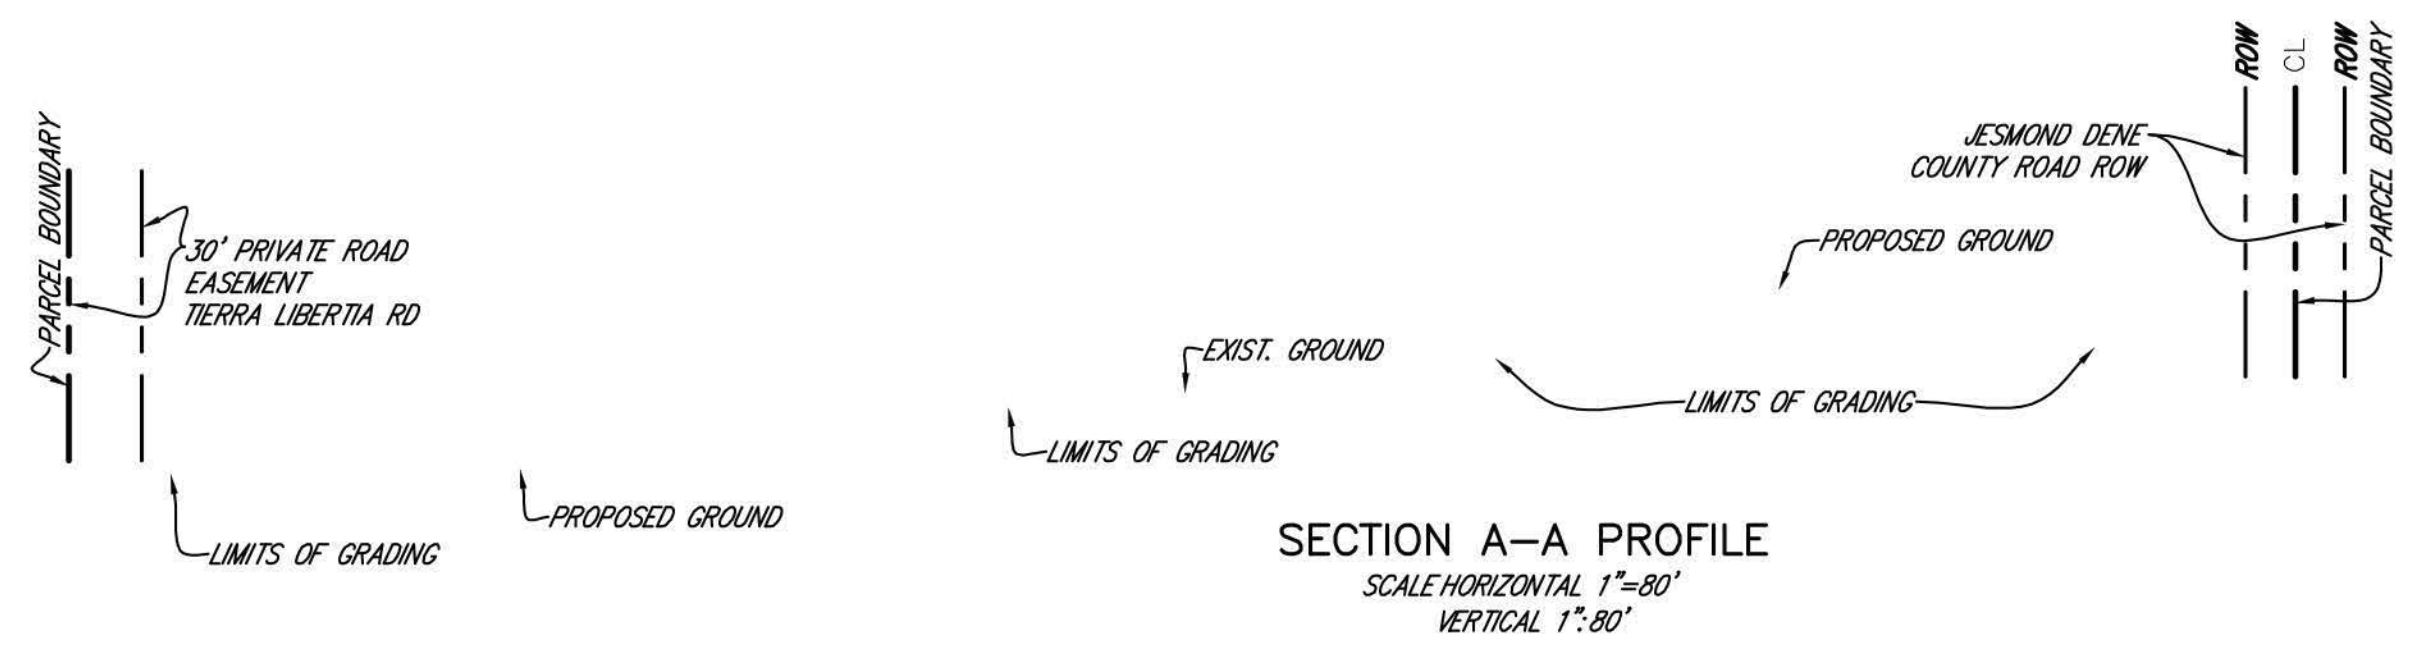 PARCEL BOUNDARY
30' PRIVATE ROAD
EASEMENT
TIERRA LIBERTIA RD
LIMITS OF GRADING
PROPOSED GROUND
LIMITS OF GRADING
EXIST. GROUND
LIMITS OF GRADING
PROPOSED GROUND
JESMOND DENE
COUNTY ROAD ROW
ROW
CL
ROW
PARCEL BOUNDARY
SECTION A-A PROFILE
SCALE HORIZONTAL 1"=80'
VERTICAL 1":80'